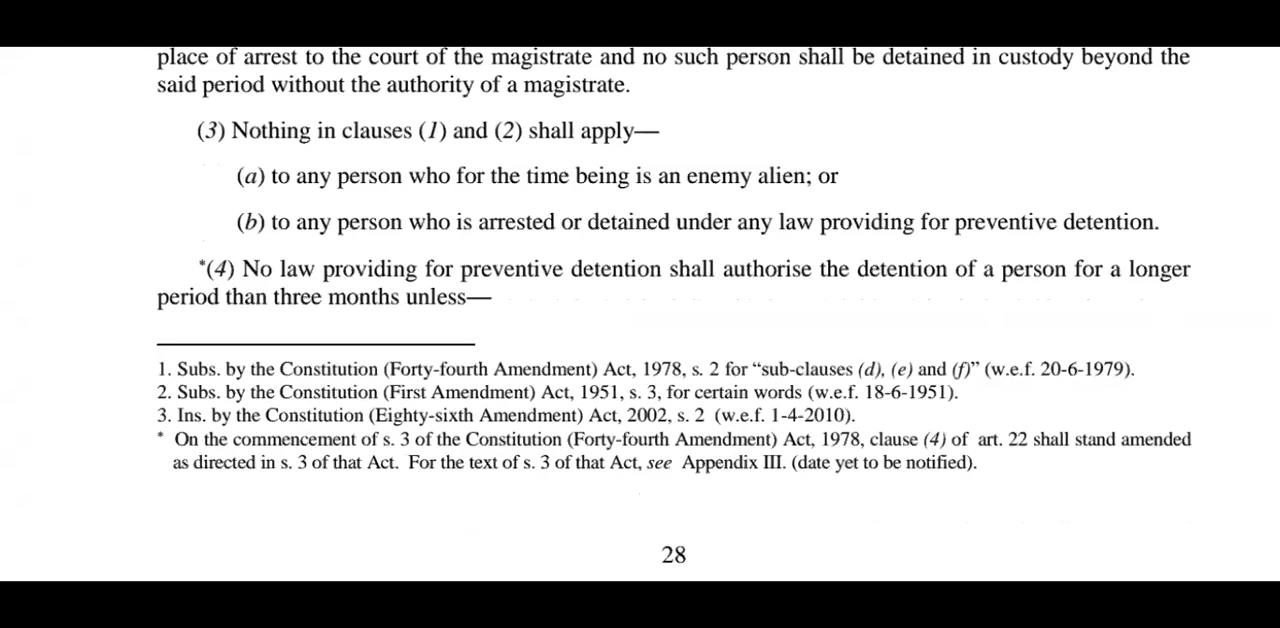 place of arrest to the court of the magistrate and no such person shall be detained in custody beyond the
said period without the authority of a magistrate.
(3) Nothing in clauses (1) and (2) shall apply—
(a) to any person who for the time being is an enemy alien; or
(b) to any person who is arrested or detained under any law providing for preventive detention.
*(4) No law providing for preventive detention shall authorise the detention of a person for a longer
period than three months unless—
1. Subs. by the Constitution (Forty-fourth Amendment) Act, 1978, s. 2 for “sub-clauses (d), (e) and (f)” (w.e.f. 20-6-1979).
2. Subs. by the Constitution (First Amendment) Act, 1951, s. 3, for certain words (w.e.f. 18-6-1951).
3. Ins. by the Constitution (Eighty-sixth Amendment) Act, 2002, s. 2 (w.e.f. 1-4-2010).
* On the commencement of s. 3 of the Constitution (Forty-fourth Amendment) Act, 1978, clause (4) of art. 22 shall stand amended
as directed in s. 3 of that Act. For the text of s. 3 of that Act, see Appendix III. (date yet to be notified).
28